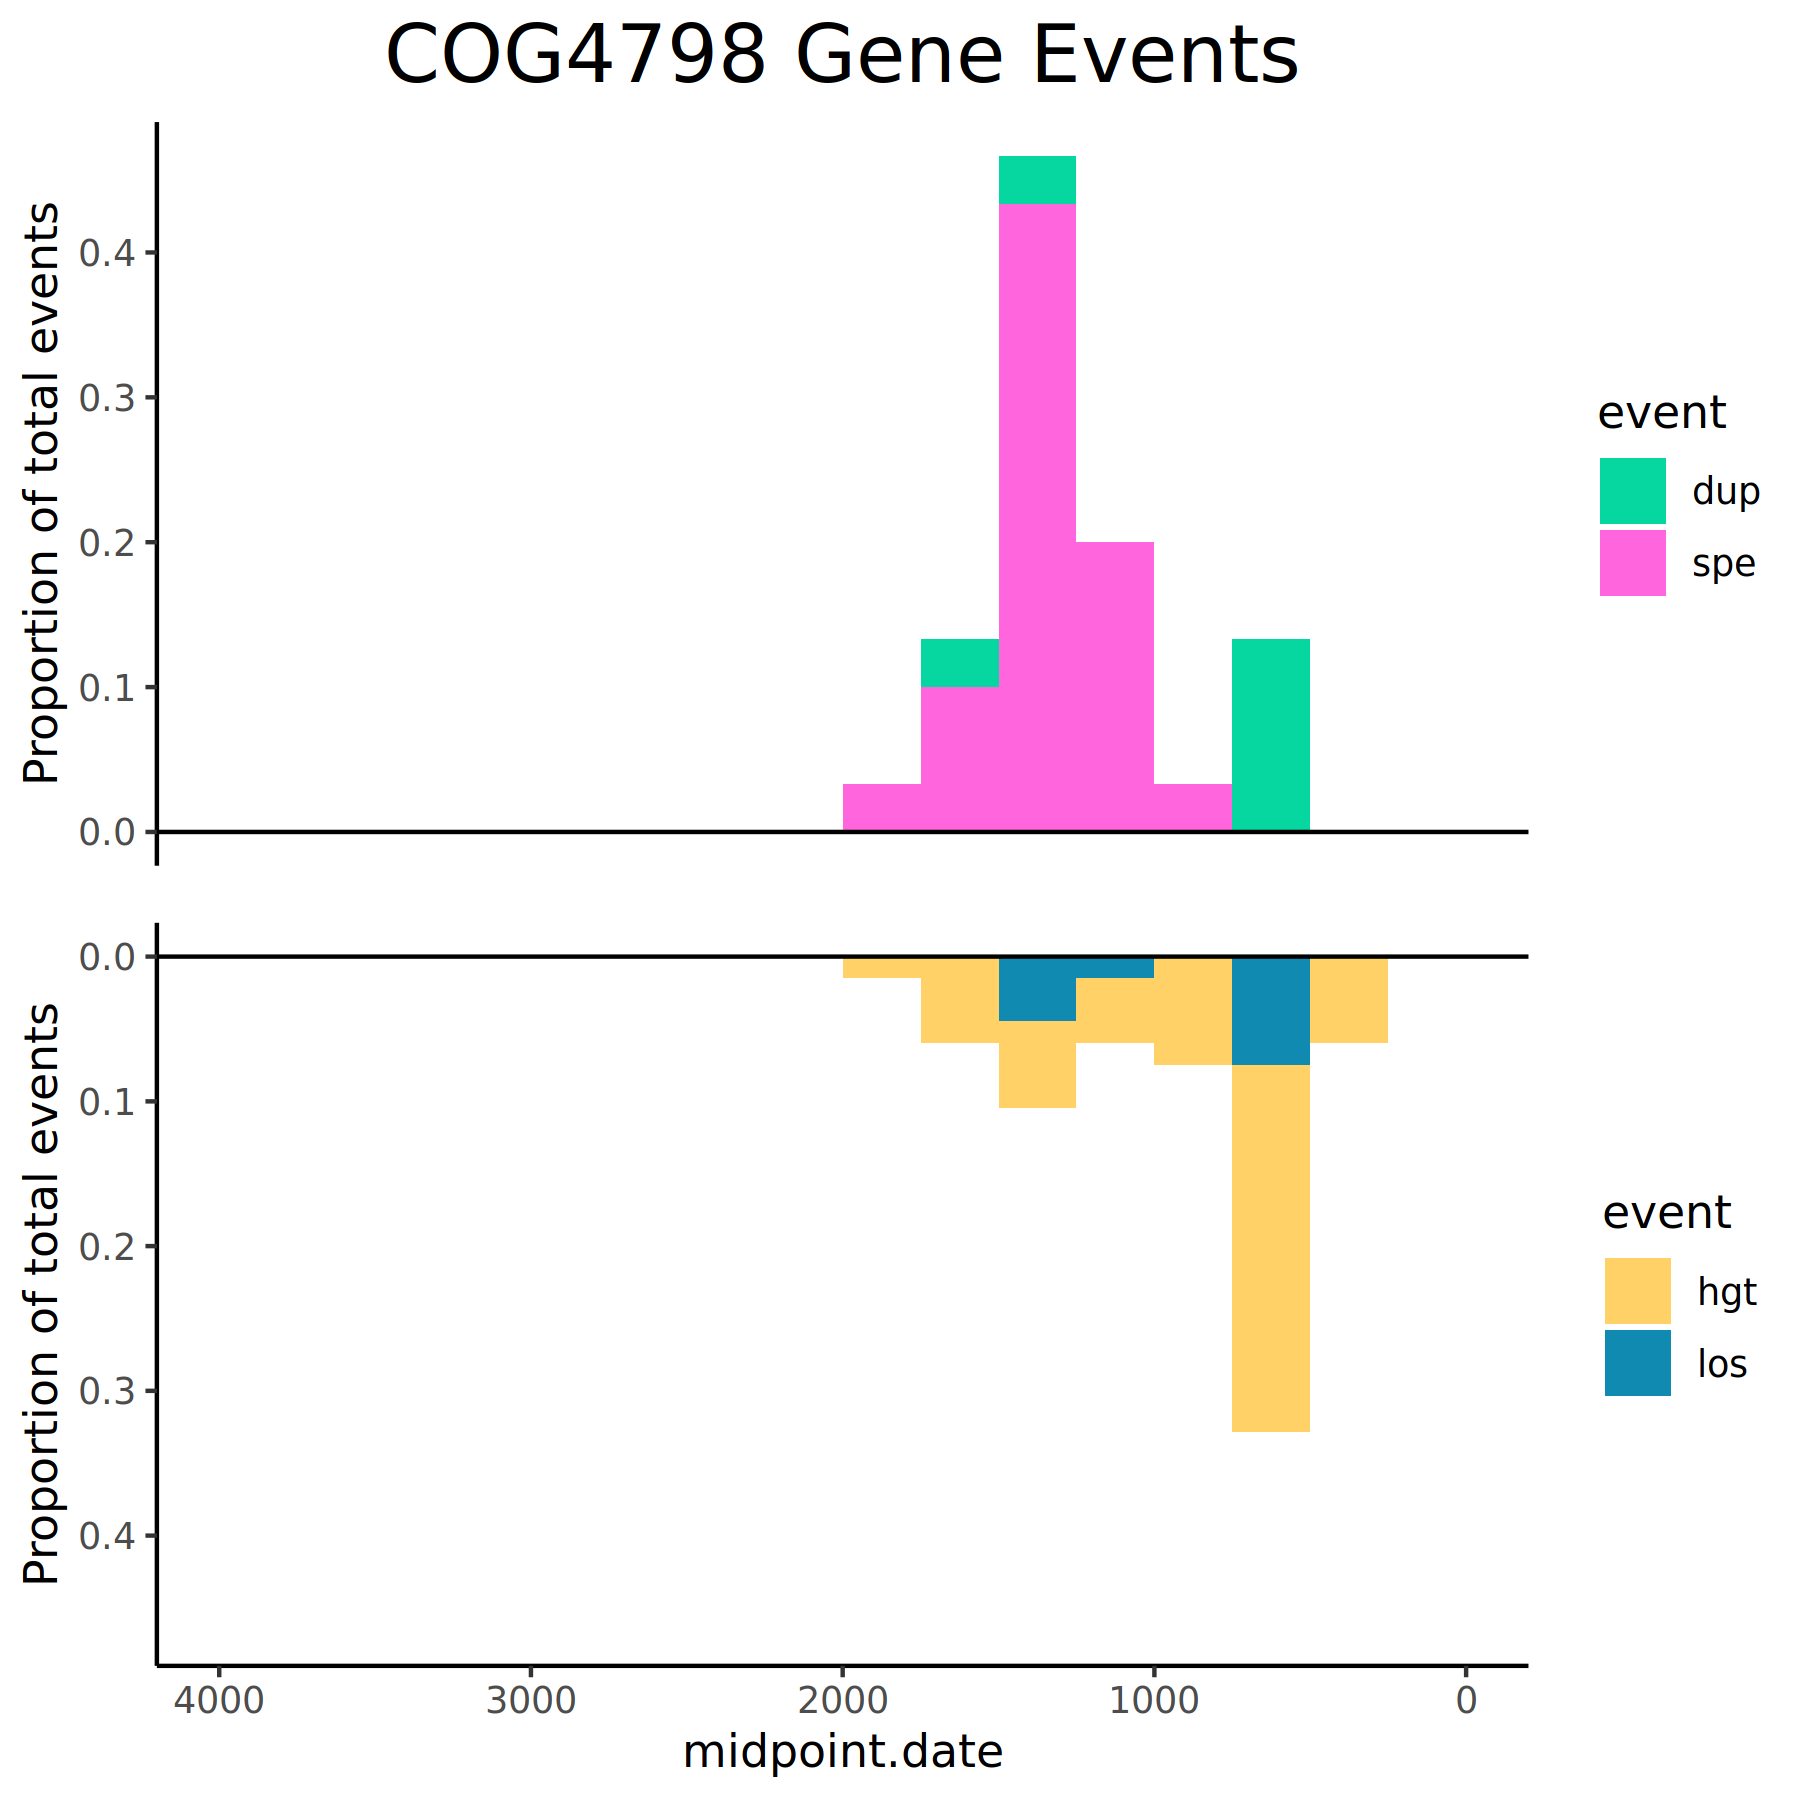 COG4798 Gene Events
Proportion of total events
0.4
0.3
0.2
0.1
0.0
event
dup
spe
Proportion of total events
0.0
0.1
0.2
0.3
0.4
event
hgt
los
4000 3000 2000 1000 0
midpoint.date